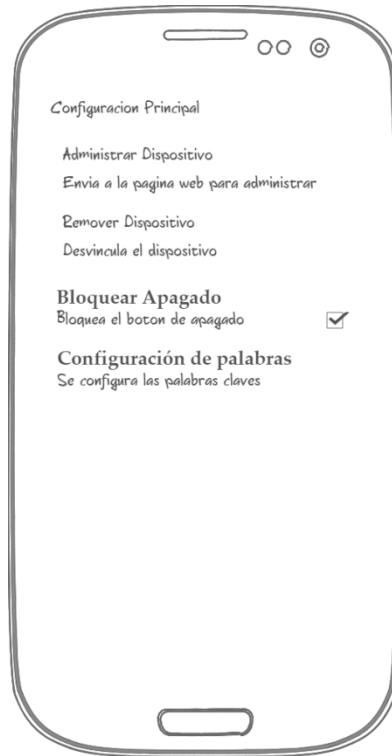 Configuracion Principal
Administrar Dispositivo
Envia a la pagina web para administrar
Remover Dispositivo
Desvincula el dispositivo
Bloquear Apagado
Bloquea el boton de apagado
Configuración de palabras
Se configura las palabras claves